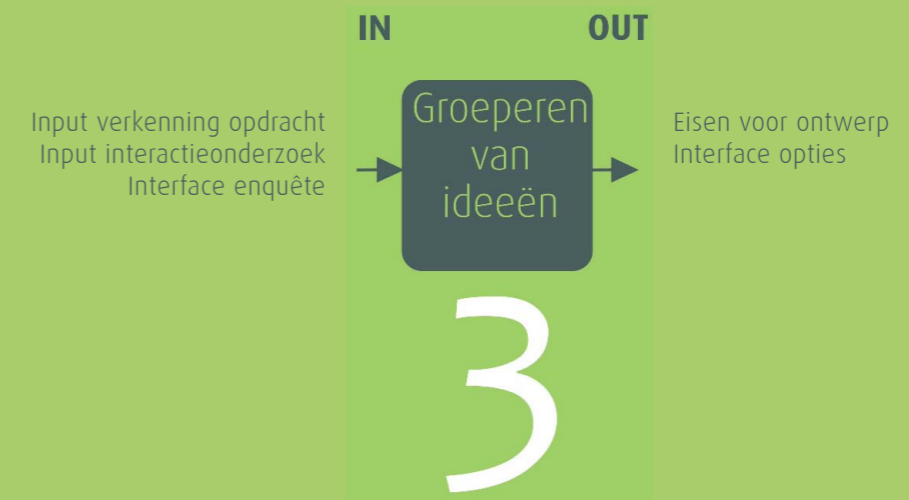 IN
OUT
Input verkenning opdracht
Input interactieonderzoek
Interface enquête
Groeperen
van
ideeën
Eisen voor ontwerp
Interface opties
3